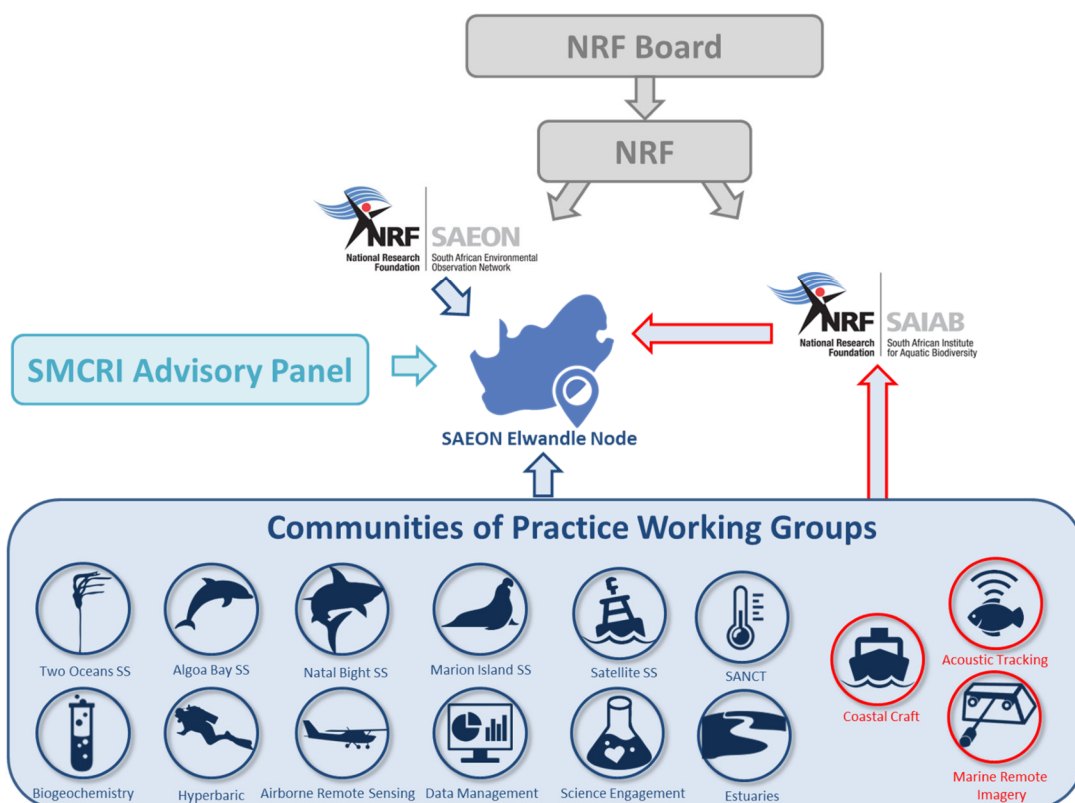 NRF Board
NRF
NRF SAEON
National Research Foundation
South African Environmental Observation Network
NRF SAIAB
National Research Foundation
South African Institute for Aquatic Biodiversity
SMCRI Advisory Panel
SAEON Elwandle Node
Communities of Practice Working Groups
Two Oceans SS
Algoa Bay SS
Natal Bight SS
Marion Island SS
Satellite SS
SANCT
Coastal Craft
Acoustic Tracking
Biogeochemistry
Hyperbaric
Airborne Remote Sensing
Data Management
Science Engagement
Estuaries
Marine Remote
Imagery